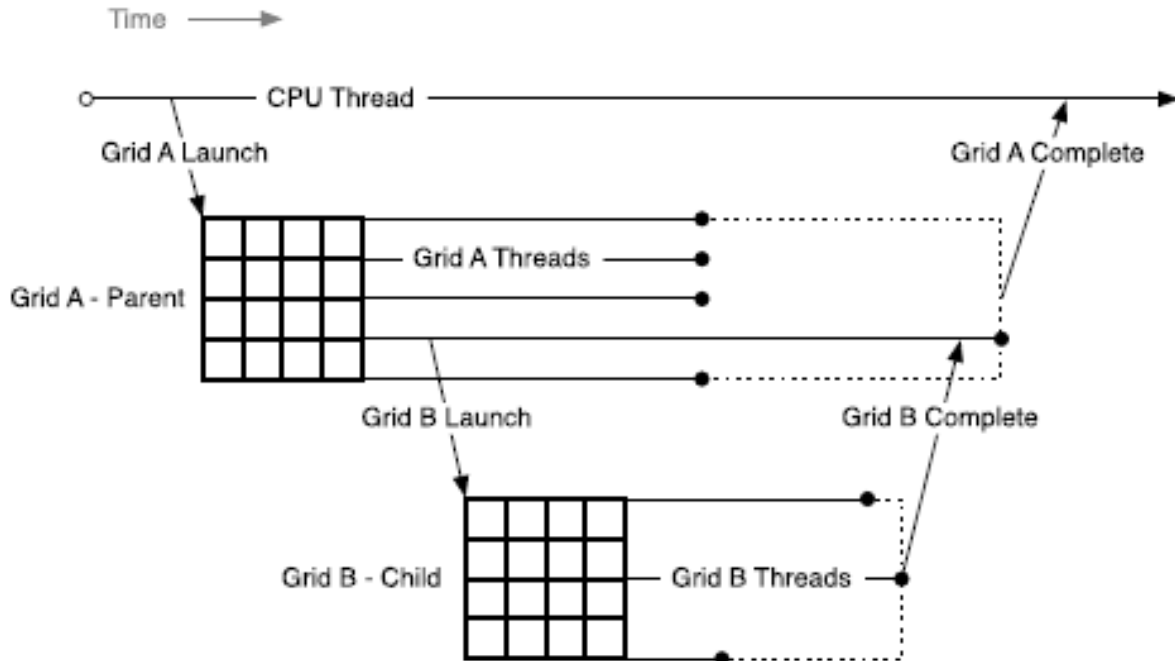 Time
CPU Thread
Grid A Launch
Grid A Complete
Grid A Threads
Grid A - Parent
Grid B Launch
Grid B Complete
Grid B - Child
Grid B Threads